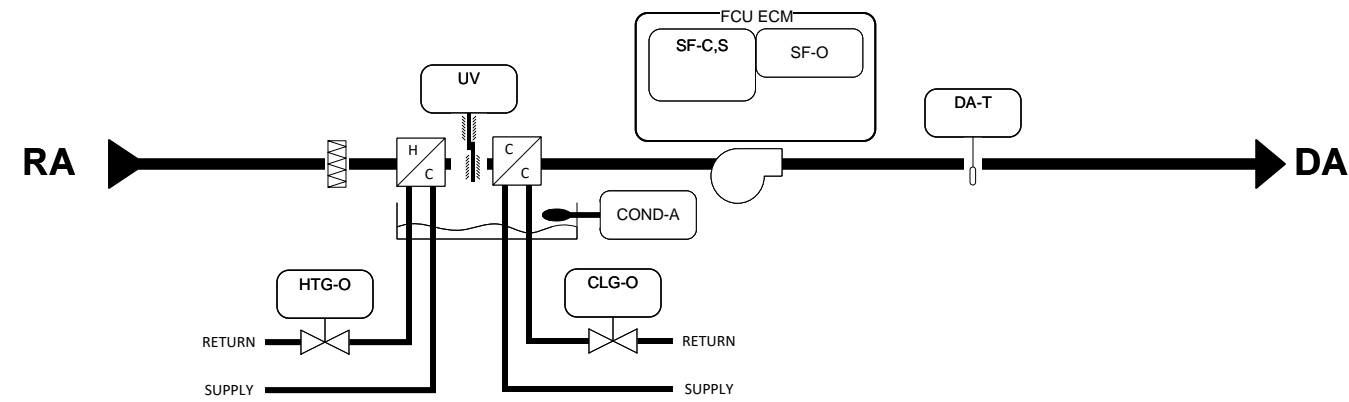 FCU ECM
SF-C,S
SF-O
UV
DA-T
RA
H
C
C
C
DA
COND-A
HTG-O
CLG-O
RETURN
RETURN
SUPPLY
SUPPLY